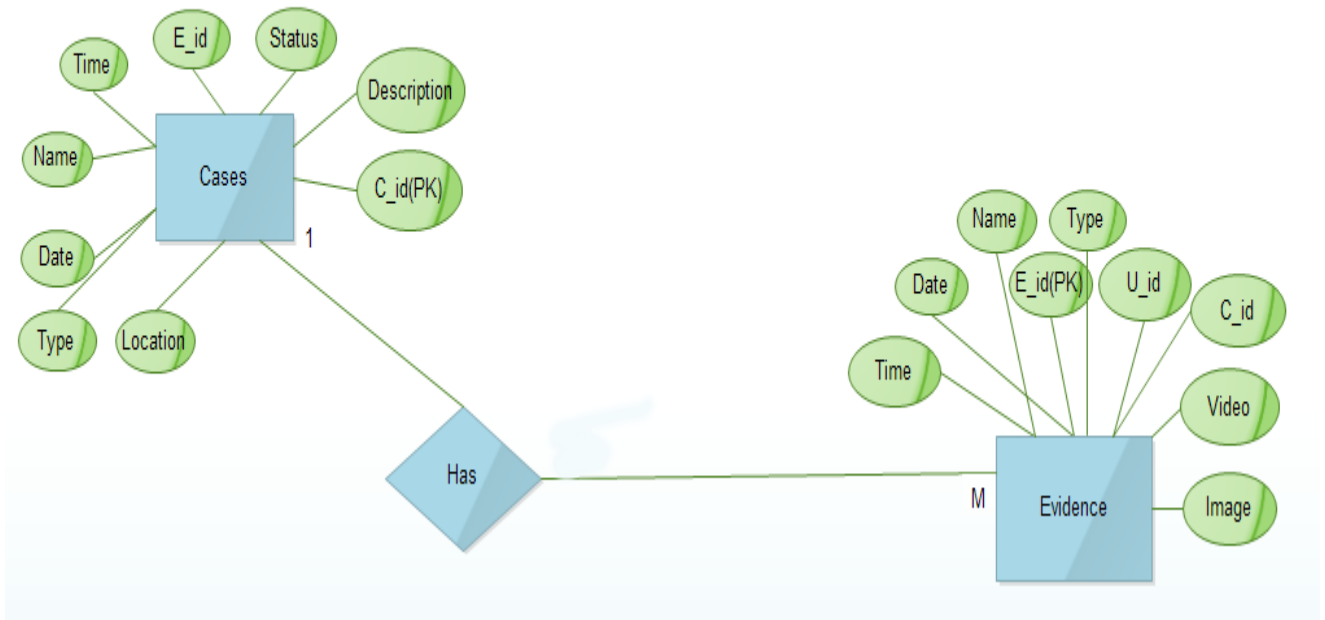 E_id
Status
Time
Description
Name
Cases
C_id(PK)
1
Date
Type
Location
Name
Type
Date
E_id(PK)
U_id
C_id
Time
Video
Has
M
Evidence
Image